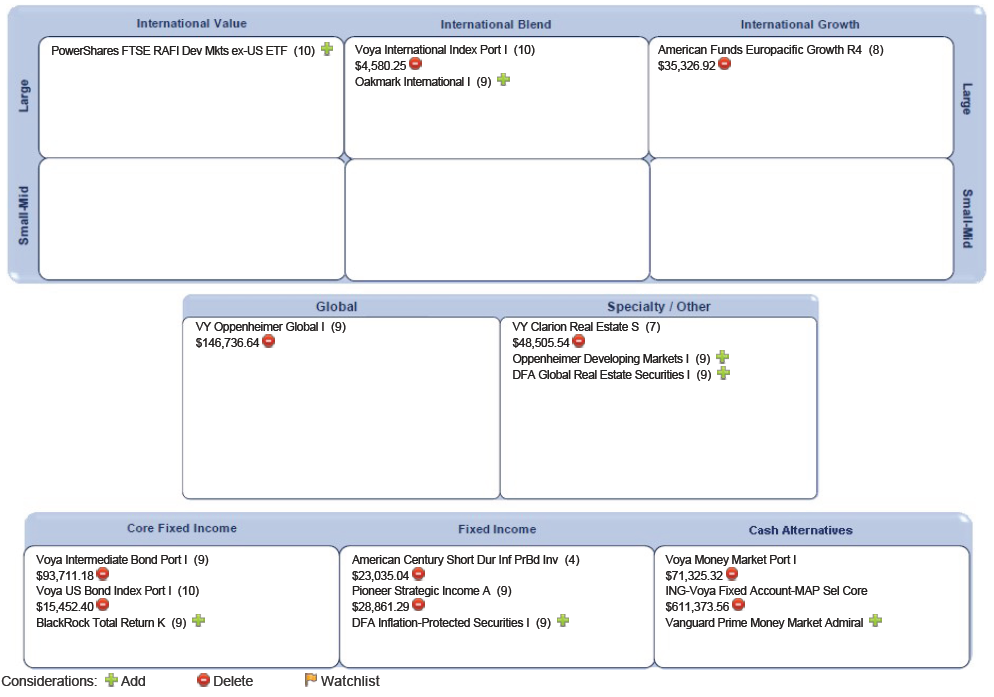 International Value
International Blend
International Growth
Large
PowerShares FTSE RAFI Dev Mkts ex-US ETF (10)
Voya International Index Port I (10)
$4,580.25
Oakmark International I (9)
American Funds Europacific Growth R4 (8)
$35,326.92
Large
Small-Mid
Small-Mid
Global
Specialty / Other
VY Oppenheimer Global I (9)
$146,736.64
VY Clarion Real Estate S (7)
$48,505.54
Oppenheimer Developing Markets I (9)
DFA Global Real Estate Securities I (9)
Core Fixed Income
Fixed Income
Cash Alternatives
Voya Intermediate Bond Port I (9)
$93,711.18
Voya US Bond Index Port I (10)
$15,452.40
BlackRock Total Return K (9)
American Century Short Dur Inf PrBd Inv (4)
$23,035.04
Pioneer Strategic Income A (9)
$28,861.29
DFA Inflation-Protected Securities I (9)
Voya Money Market Port I
$71,325.32
ING-Voya Fixed Account-MAP Sel Core
$611,373.56
Vanguard Prime Money Market Admiral
Considerations: Add Delete Watchlist